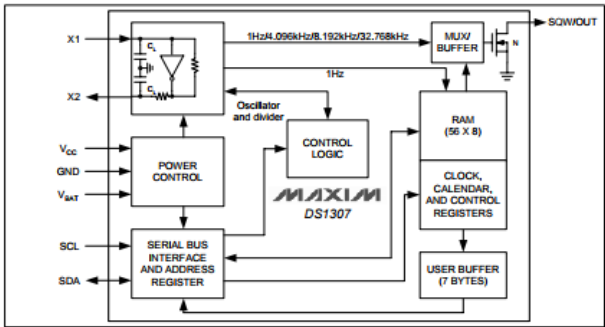 X1
C₁
C₁
X2
1Hz/4.096kHz/8.192kHz/32.768kHz
MUX/
BUFFER
N
SQW/OUT
1Hz
Oscillator
and divider
RAM
(56 X 8)
VCC
GND
VBAT
POWER
CONTROL
CONTROL
LOGIC
MAXIM
DS1307
CLOCK,
CALENDAR,
AND CONTROL
REGISTERS
SCL
SDA
SERIAL BUS
INTERFACE
AND ADDRESS
REGISTER
USER BUFFER
(7 BYTES)